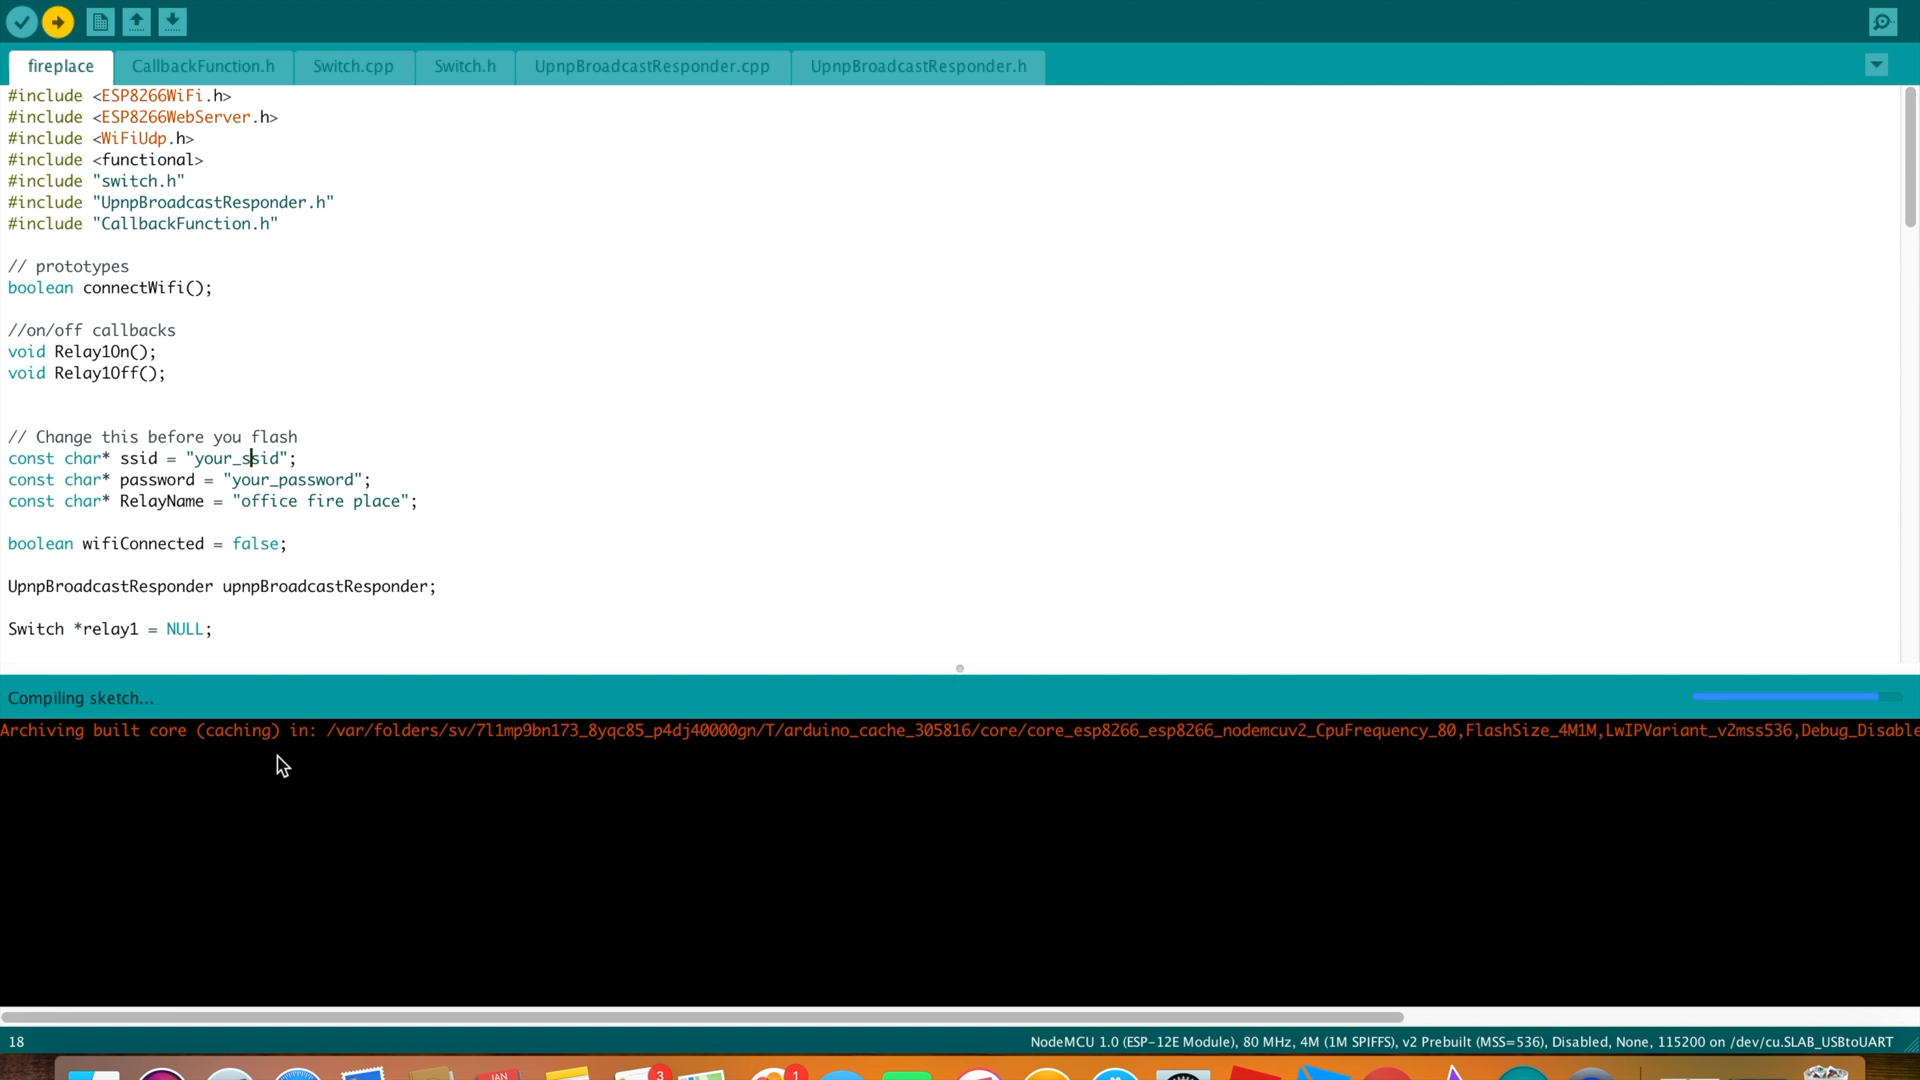 fireplace CallbackFunction.h Switch.cpp Switch.h UpnpBroadcastResponder.cpp UpnpBroadcastResponder.h
#include <ESP8266WiFi.h>
#include <ESP8266WebServer.h>
#include <WiFiUdp.h>
#include <functional>
#include "switch.h"
#include "UpnpBroadcastResponder.h"
#include "CallbackFunction.h"
// prototypes
boolean connectWifi();
//on/off callbacks
void Relay1On();
void Relay1Off();
// Change this before you flash
const char* ssid = "your_ssid";
const char* password = "your_password";
const char* RelayName = "office fire place";
boolean wifiConnected = false;
UpnpBroadcastResponder upnpBroadcastResponder;
Switch *relay1 = NULL;
Compiling sketch...
Archiving built core (caching) in: /var/folders/sv/7l1mp9bn173_8yqc85_p4dj40000gn/T/arduino_cache_305816/core/core_esp8266_esp8266_nodemcuv2_CpuFrequency_80,FlashSize_4M1M,LwIPVariant_v2mss536,Debug_Disable
18 NodeMCU 1.0 (ESP-12E Module), 80 MHz, 4M (1M SPIFFS), v2 Prebuilt (MSS=536), Disabled, None, 115200 on /dev/cu.SLAB_USBtoUART
JAN 3 1